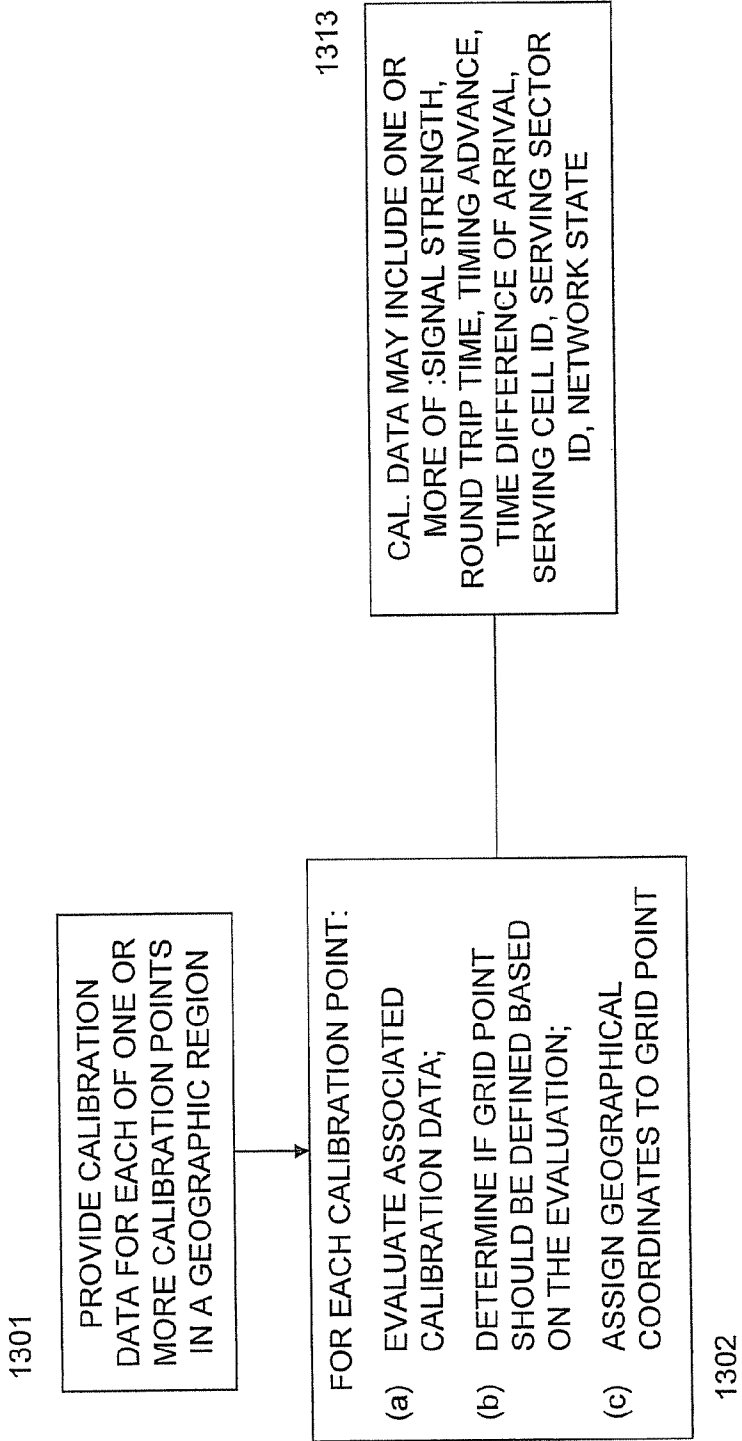 1301
PROVIDE CALIBRATION
DATA FOR EACH OF ONE OR
MORE CALIBRATION POINTS
IN A GEOGRAPHIC REGION
FOR EACH CALIBRATION POINT:
(a) EVALUATE ASSOCIATED
CALIBRATION DATA;
(b) DETERMINE IF GRID POINT
SHOULD BE DEFINED BASED
ON THE EVALUATION;
(c) ASSIGN GEOGRAPHICAL
COORDINATES TO GRID POINT
1302
1313
CAL. DATA MAY INCLUDE ONE OR
MORE OF :SIGNAL STRENGTH,
ROUND TRIP TIME, TIMING ADVANCE,
TIME DIFFERENCE OF ARRIVAL,
SERVING CELL ID, SERVING SECTOR
ID, NETWORK STATE